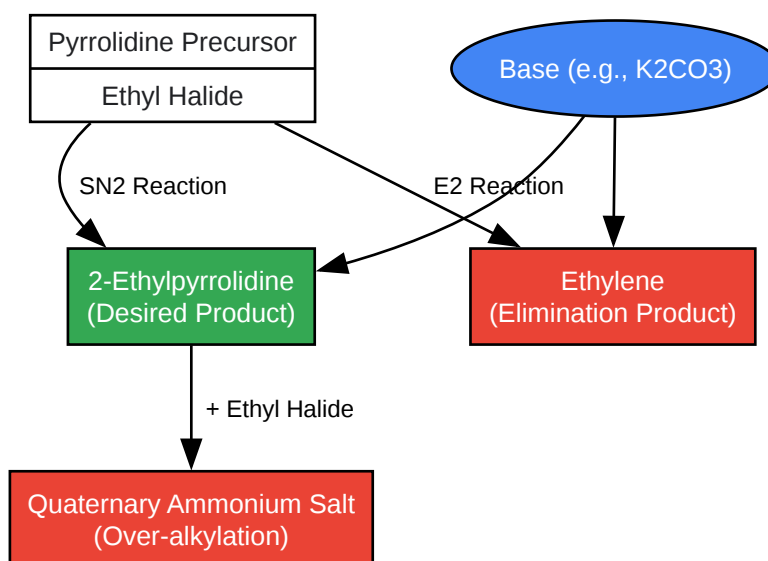 Pyrrolidine Precursor
Ethyl Halide
Base (e.g., K2CO3)
SN2 Reaction
E2 Reaction
2-Ethylpyrrolidine
(Desired Product)
Ethylene
(Elimination Product)
+ Ethyl Halide
Quaternary Ammonium Salt
(Over-alkylation)